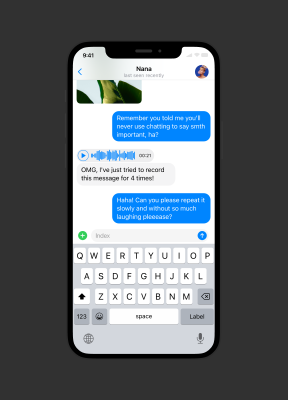 9:41
Nana
last seen recently
Remember you told me you'll
never use chatting to say smth
important, ha?
00:21
OMG, I've just tried to record
this message for 4 times!
Haha! Can you please repeat it
slowly and without so much
laughing pleeease?
Index
Q W E R T Y U I O P
A S D F G H J K L
Z X C V B N M
123 space Label